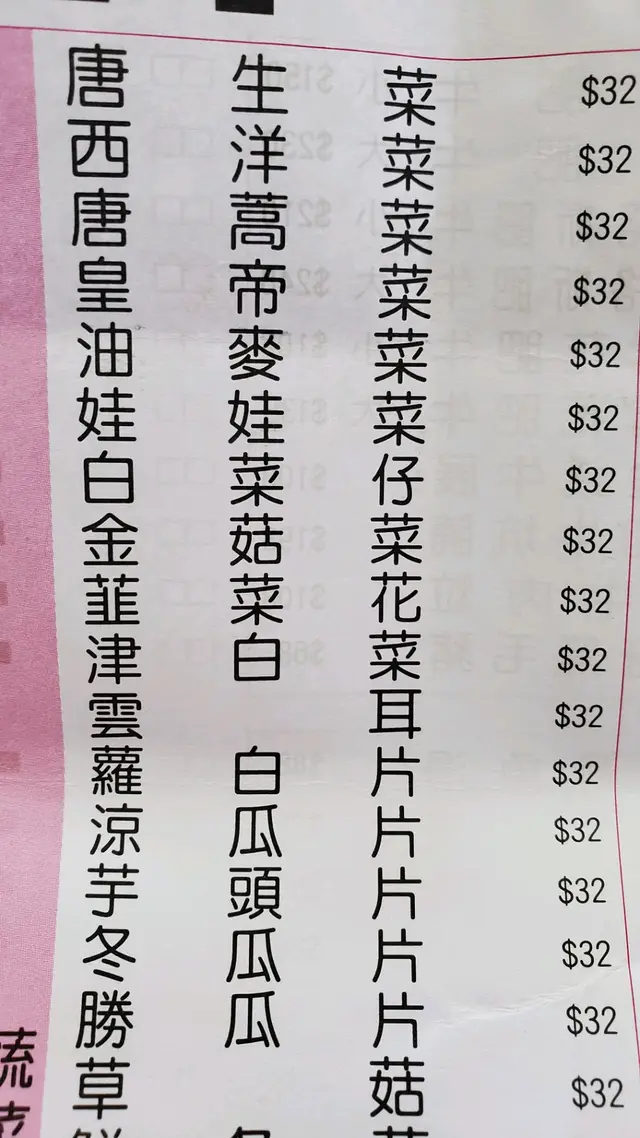 唐 生 菜 $32
西 洋 菜 $32
唐 蒿 菜 $32
皇 帝 菜 $32
油 麥 菜 $32
娃 娃 菜 $32
白 菜 仔 $32
金 菇 菜 $32
韮 菜 花 $32
津 白 菜 $32
雲 耳 $32
蘿 白 片 $32
涼 瓜 片 $32
芋 頭 片 $32
冬 瓜 片 $32
勝 瓜 片 $32
草 菇 $32
蔬菜